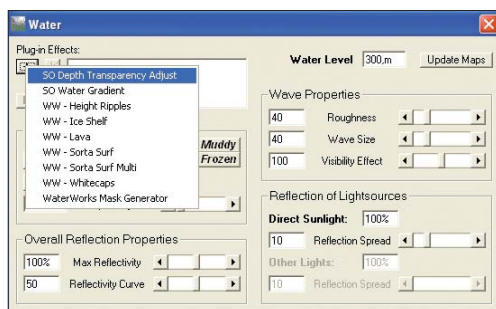 Water
Plug-in Effects:
SO Depth Transparency Adjust
SO Water Gradient
WW - Height Ripples
WW - Ice Shelf
WW - Lava
WW - Sorta Surf
WW - Sorta Surf Multi
WW - Whitecaps
WaterWorks Mask Generator
Muddy
Frozen
Overall Reflection Properties
100% Max Reflectivity
50 Reflectivity Curve
Water Level 300,m Update Maps
Wave Properties
40 Roughness
40 Wave Size
100 Visibility Effect
Reflection of Lightsources
Direct Sunlight: 100%
10 Reflection Spread
Other Lights: 100%
10 Reflection Spread